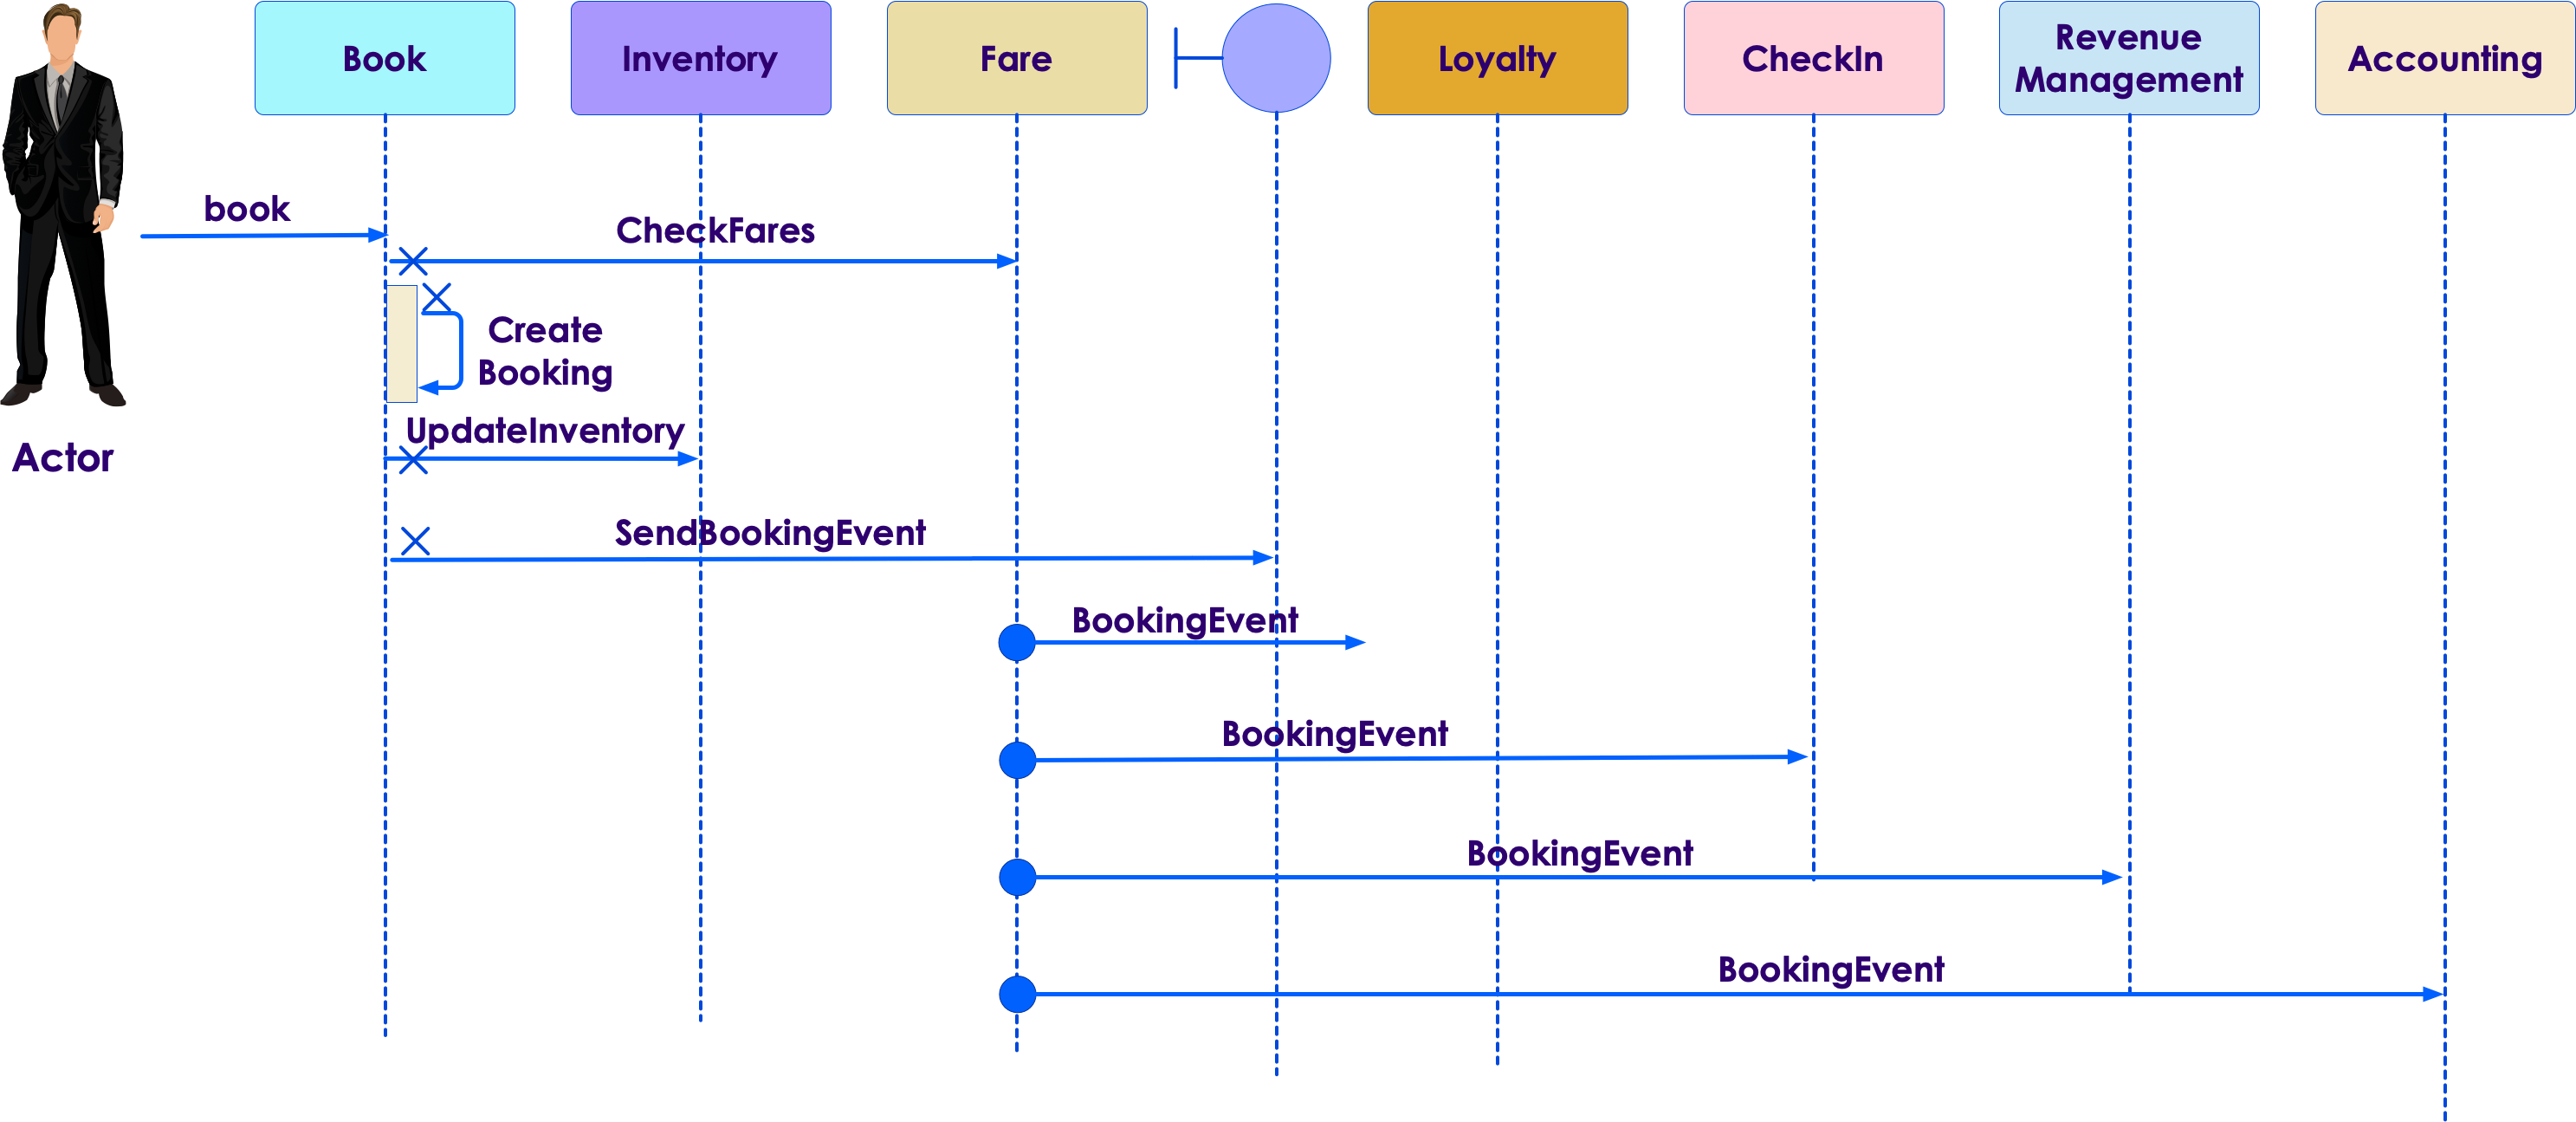 Book
Inventory
Fare
Loyalty
CheckIn
Revenue
Management
Accounting
book
CheckFares
Create
Booking
UpdateInventory
Actor
SendBookingEvent
BookingEvent
BookingEvent
BookingEvent
BookingEvent